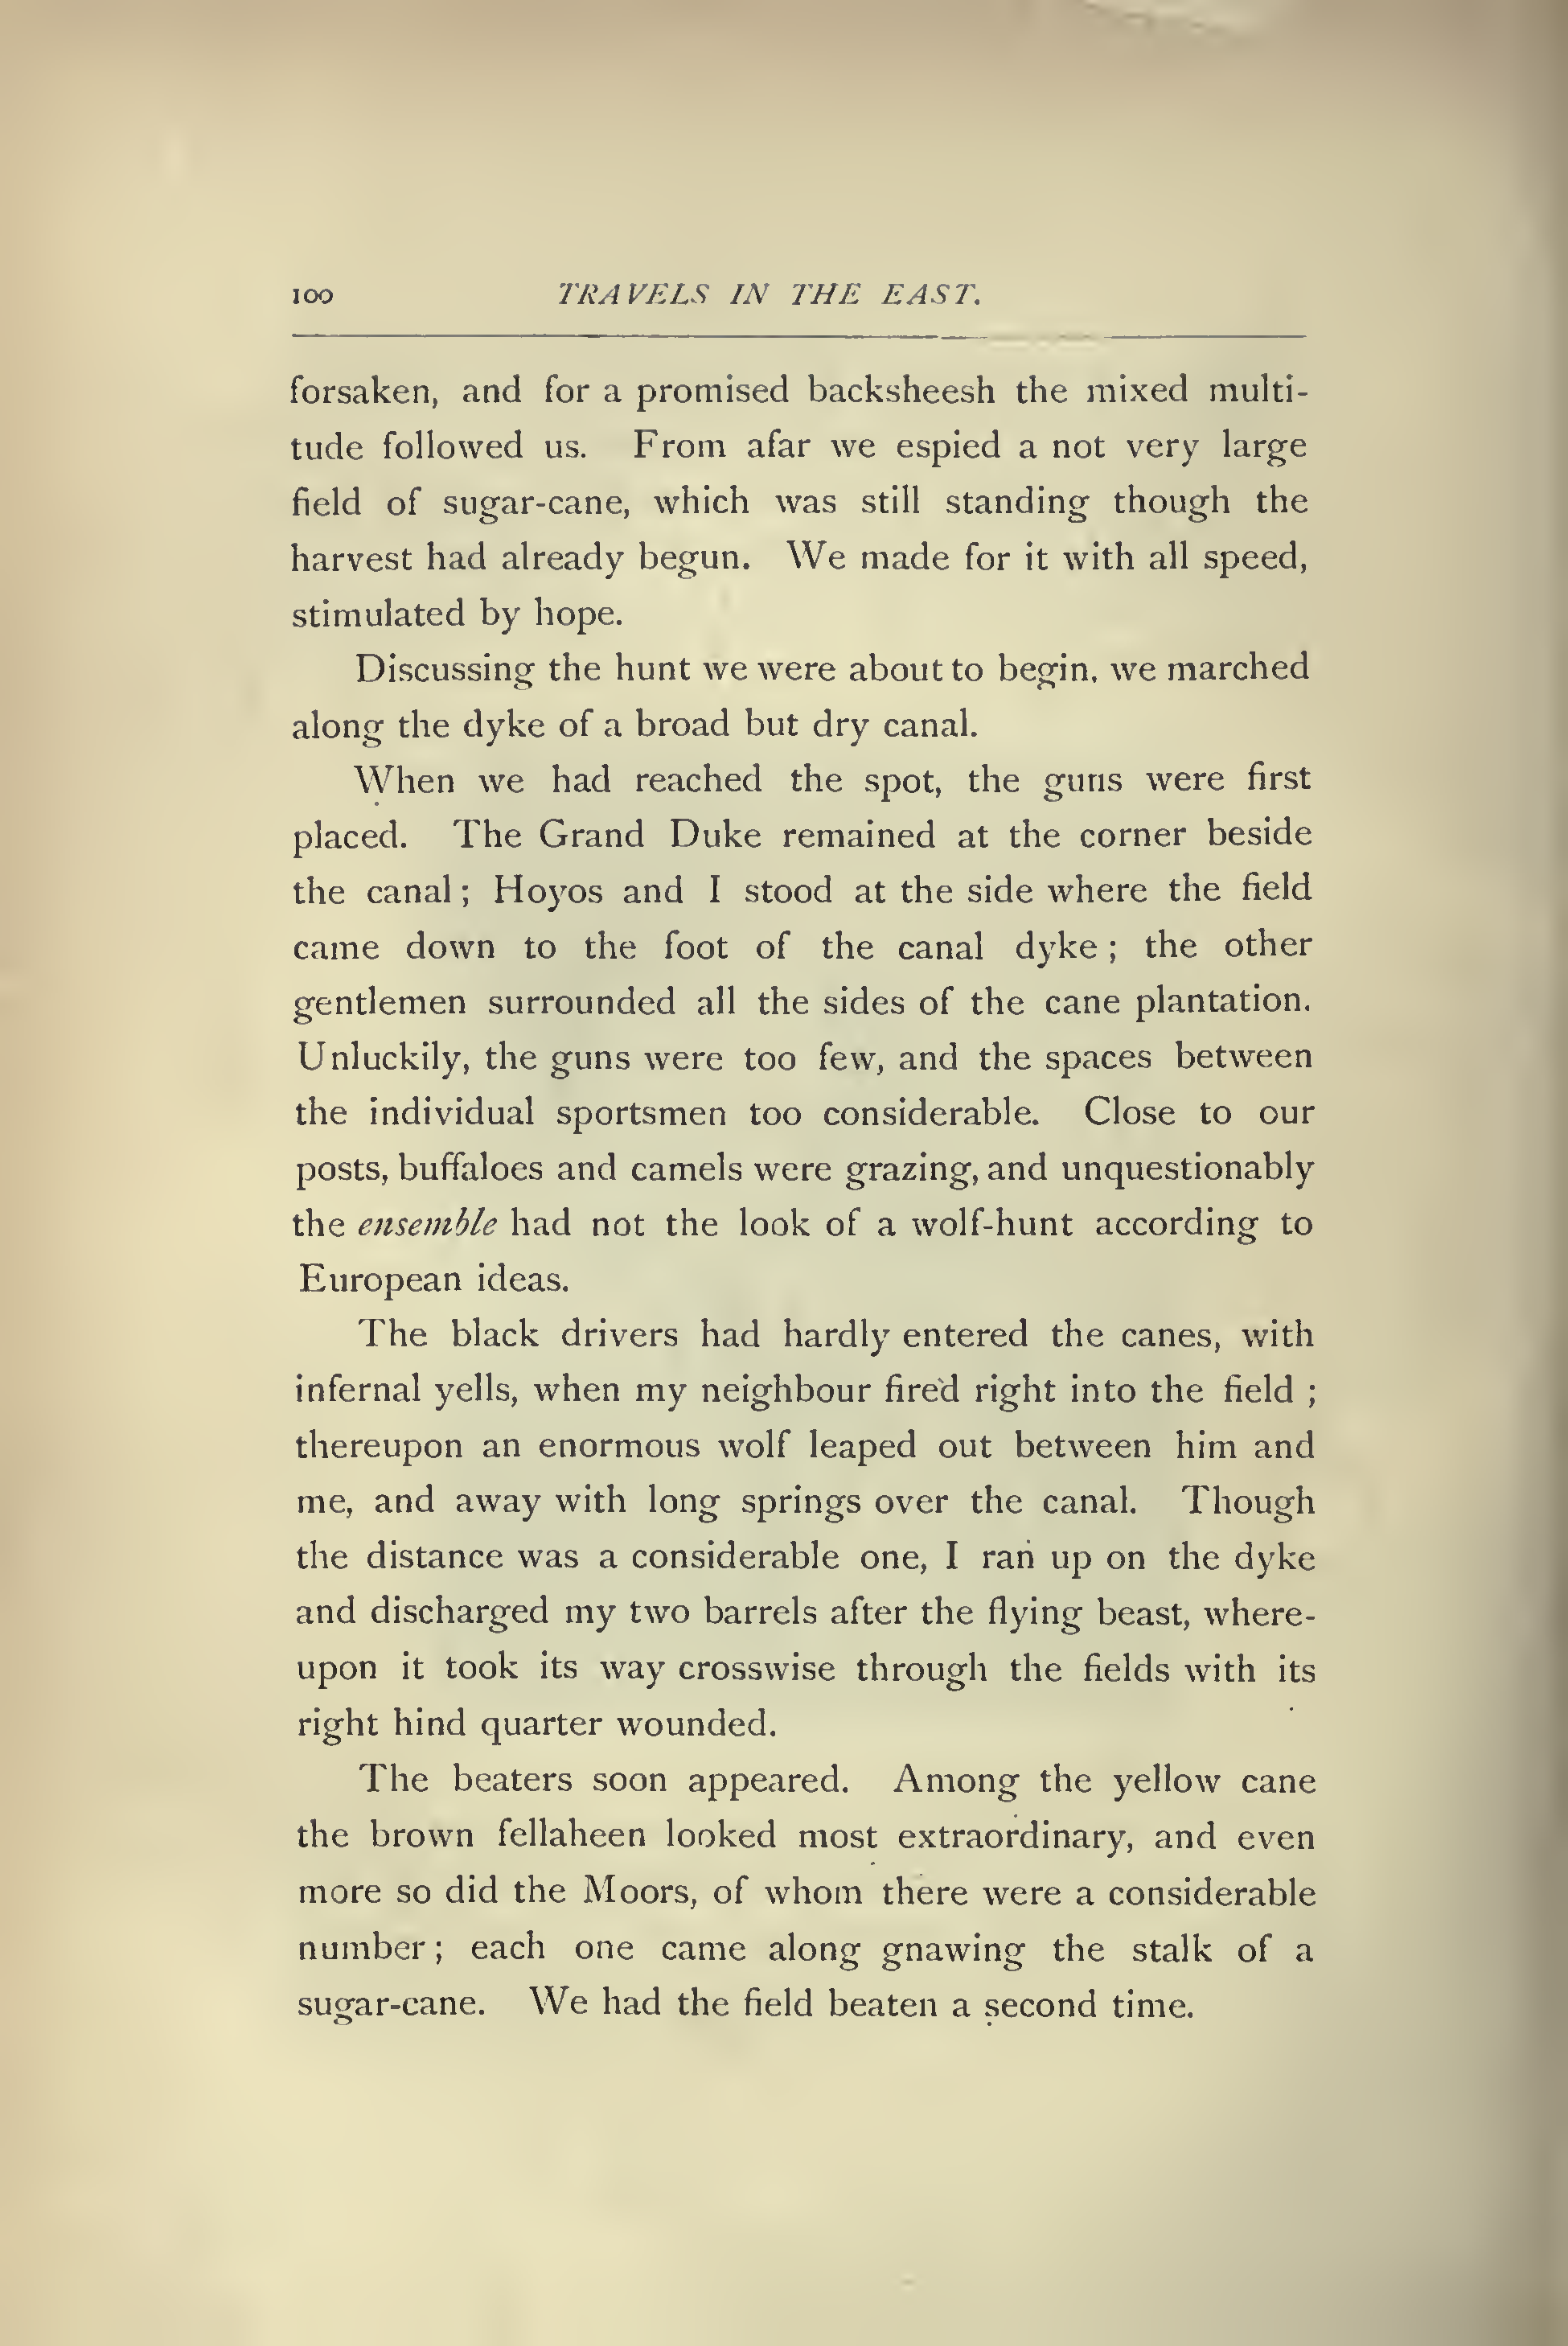 100 TRAVELS IN THE EAST.
forsaken, and for a promised backsheesh the mixed multi-
tude followed us. From afar we espied a not very large
field of sugar-cane, which was still standing though the
harvest had already begun. We made for it with all speed,
stimulated by hope.
Discussing the hunt we were about to begin, we marched
along the dyke of a broad but dry canal.
When we had reached the spot, the guns were first
placed. The Grand Duke remained at the corner beside
the canal; Hoyos and I stood at the side where the field
came down to the foot of the canal dyke; the other
gentlemen surrounded all the sides of the cane plantation.
Unluckily, the guns were too few, and the spaces between
the individual sportsmen too considerable. Close to our
posts, buffaloes and camels were grazing, and unquestionably
the ensemble had not the look of a wolf-hunt according to
European ideas.
The black drivers had hardly entered the canes, with
infernal yells, when my neighbour fired right into the field;
thereupon an enormous wolf leaped out between him and
me, and away with long springs over the canal. Though
the distance was a considerable one, I ran up on the dyke
and discharged my two barrels after the flying beast, where-
upon it took its way crosswise through the fields with its
right hind quarter wounded.
The beaters soon appeared. Among the yellow cane
the brown fellaheen looked most extraordinary, and even
more so did the Moors, of whom there were a considerable
number; each one came along gnawing the stalk of a
sugar-cane. We had the field beaten a second time.